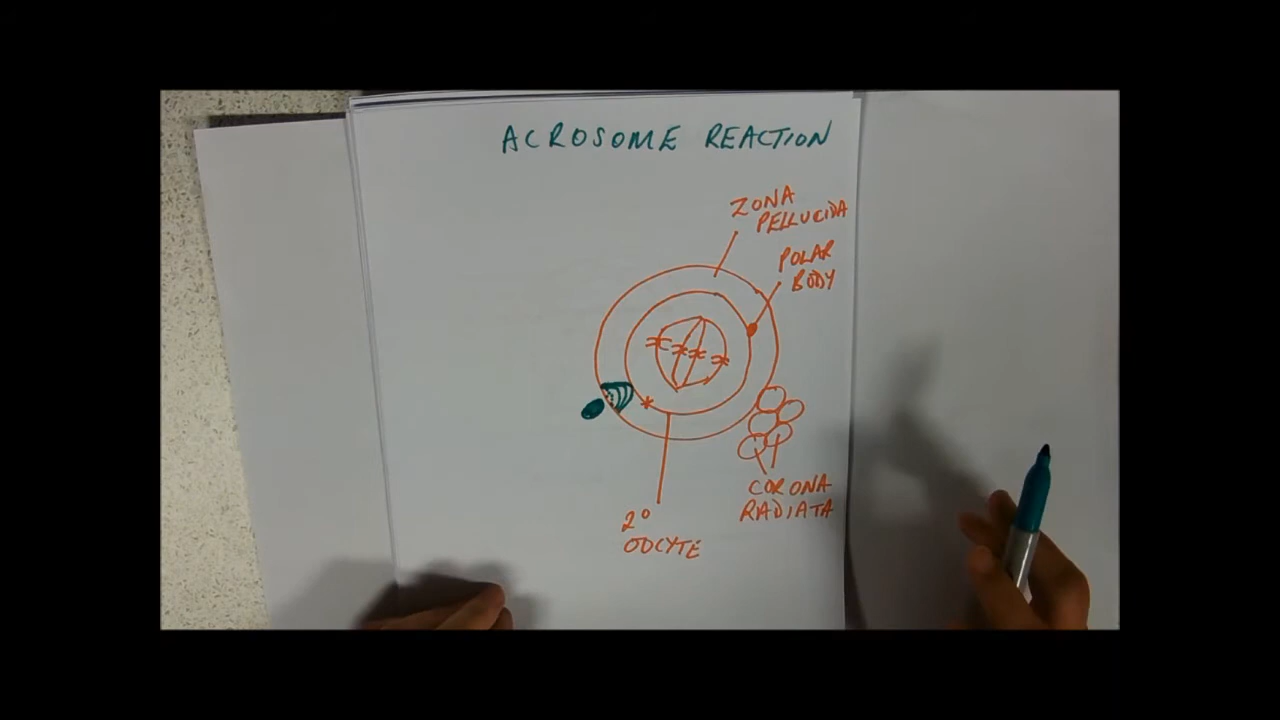 ACROSOME REACTION
ZONA
PELLUCIDA
POLAR
BODY
CORONA
RADIATA
2°
OOCYTE